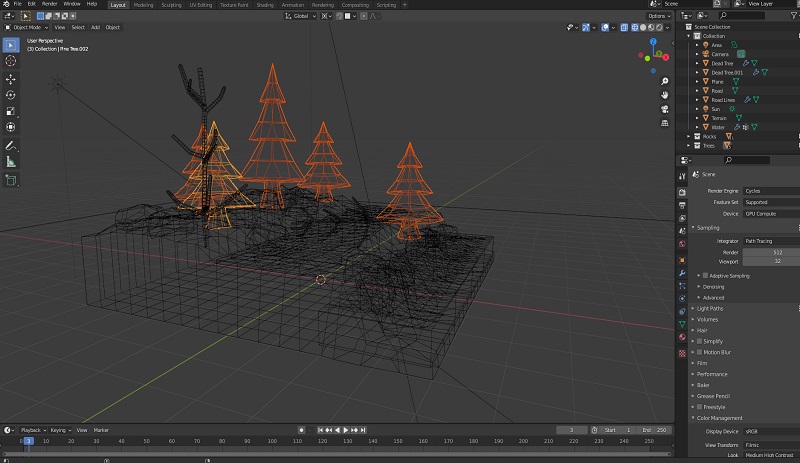 File Edit Render Window Help Layout Modeling Sculpting UV Editing Texture Paint Shading Animation Rendering Compositing Scripting Scene View Layer
Global Options
Object Mode View Select Add Object
User Perspective
(3) Collection | Pine Tree.002
Scene Collection
Collection
Area
Camera
Dead Tree
Dead Tree.001
Plane
Road
Road Lines
Sun
Terrain
Water
Rocks
Trees
Scene
Render Engine Cycles
Feature Set Supported
Device GPU Compute
Sampling
Integrator Path Tracing
Render 512
Viewport 32
Adaptive Sampling
Denoising
Advanced
Light Paths
Volumes
Hair
Simplify
Motion Blur
Film
Performance
Bake
Grease Pencil
Freestyle
Color Management
Display Device sRGB
View Transform Filmic
Look Medium High Contrast
Playback Keying View Marker 3 Start 1 End 250
0 3 10 20 30 40 50 60 70 80 90 100 110 120 130 140 150 160 170 180 190 200 210 220 230 240 250